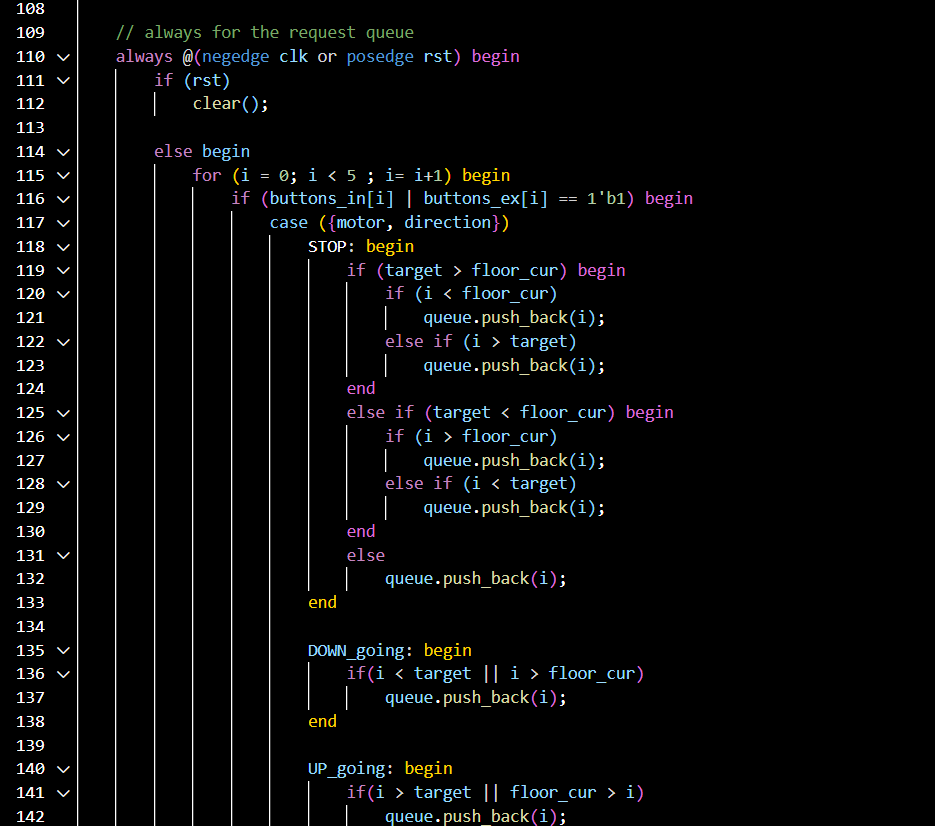 108
109 // always for the request queue
110 always @(negedge clk or posedge rst) begin
111 if (rst)
112 clear();
113
114 else begin
115 for (i = 0; i < 5 ; i= i+1) begin
116 if (buttons_in[i] | buttons_ex[i] == 1'b1) begin
117 case ({motor, direction})
118 STOP: begin
119 if (target > floor_cur) begin
120 if (i < floor_cur)
121 queue.push_back(i);
122 else if (i > target)
123 queue.push_back(i);
124 end
125 else if (target < floor_cur) begin
126 if (i > floor_cur)
127 queue.push_back(i);
128 else if (i < target)
129 queue.push_back(i);
130 end
131 else
132 queue.push_back(i);
133 end
134
135 DOWN_going: begin
136 if(i < target || i > floor_cur)
137 queue.push_back(i);
138 end
139
140 UP_going: begin
141 if(i > target || floor_cur > i)
142 queue.push_back(i);